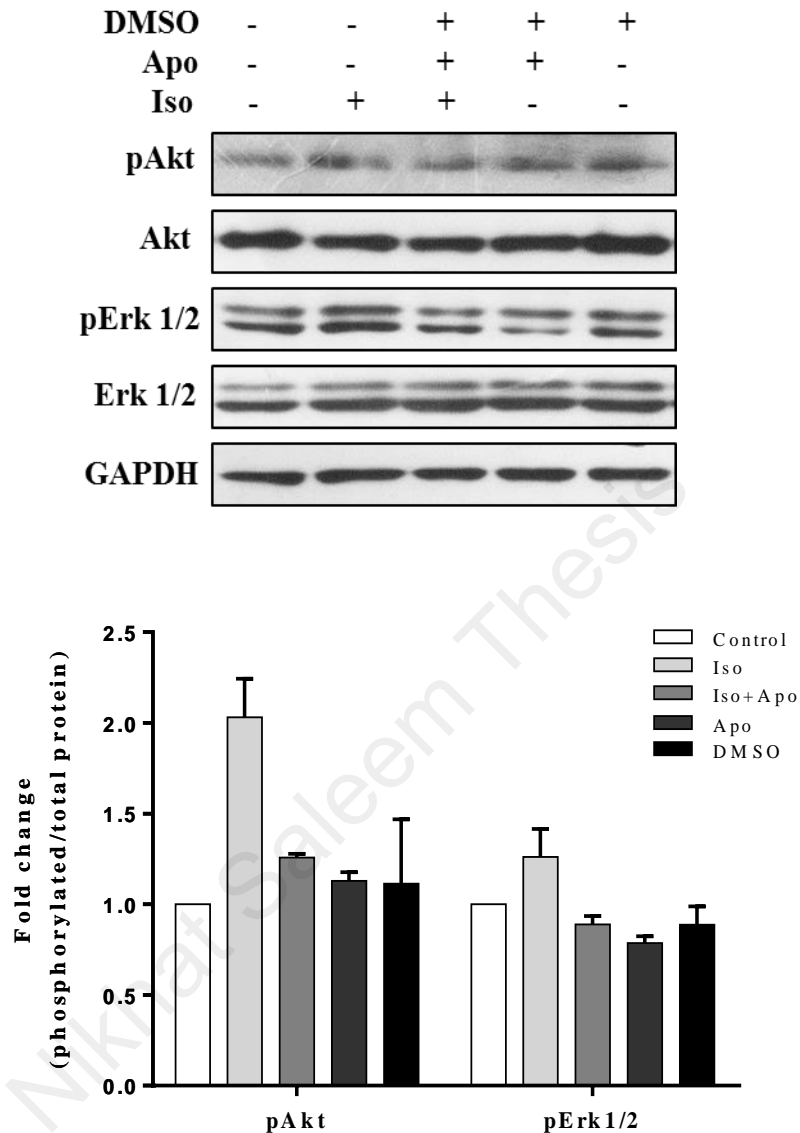 DMSO - - + + +
Apo - - + + -
Iso - + + - -
pAkt
Akt
pErk 1/2
Erk 1/2
GAPDH
Nikhat Saleem Thesis
2.5
2.0
1.5
1.0
0.5
0.0
Fold change
(phosphorylated/total protein)
Control
Iso
Iso+Apo
Apo
DMSO
pAkt pErk1/2